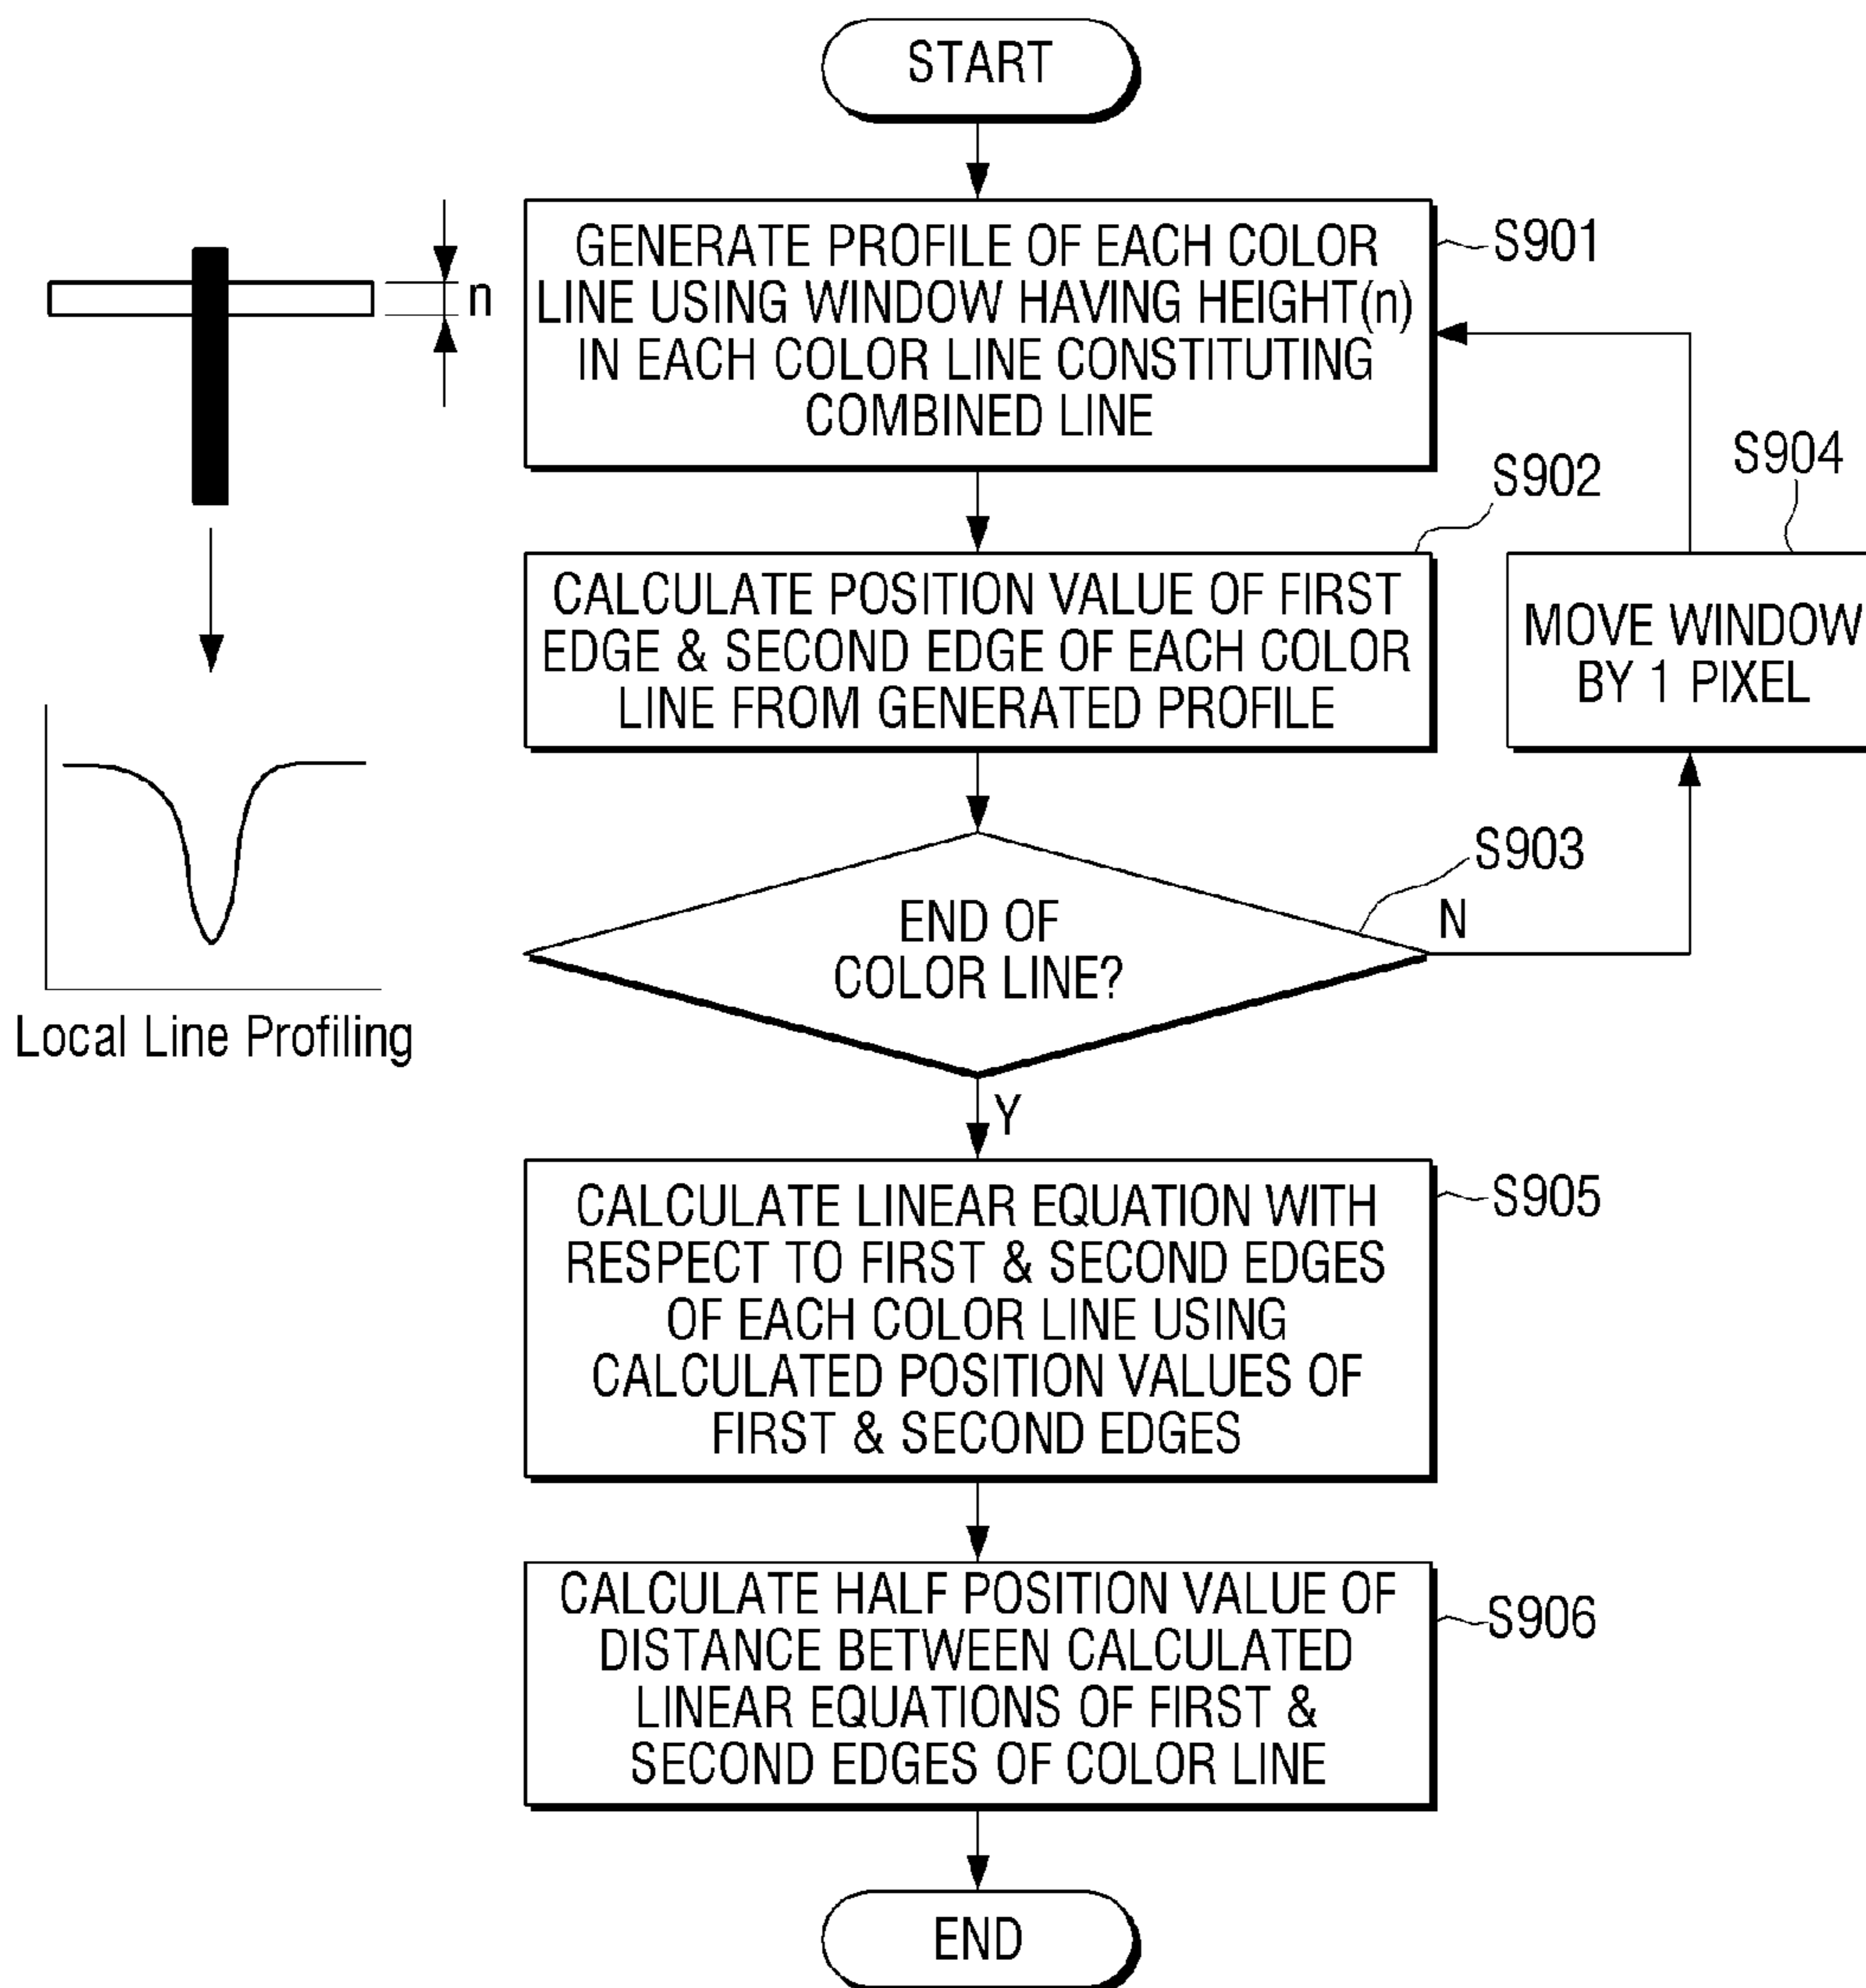 START
GENERATE PROFILE OF EACH COLOR
LINE USING WINDOW HAVING HEIGHT(n)
IN EACH COLOR LINE CONSTITUTING
COMBINED LINE
S901
n
S902
S904
CALCULATE POSITION VALUE OF FIRST
EDGE & SECOND EDGE OF EACH COLOR
LINE FROM GENERATED PROFILE
MOVE WINDOW
BY 1 PIXEL
S903
END OF
COLOR LINE?
N
Local Line Profiling
Y
CALCULATE LINEAR EQUATION WITH
RESPECT TO FIRST & SECOND EDGES
OF EACH COLOR LINE USING
CALCULATED POSITION VALUES OF
FIRST & SECOND EDGES
S905
CALCULATE HALF POSITION VALUE OF
DISTANCE BETWEEN CALCULATED
LINEAR EQUATIONS OF FIRST &
SECOND EDGES OF COLOR LINE
S906
END